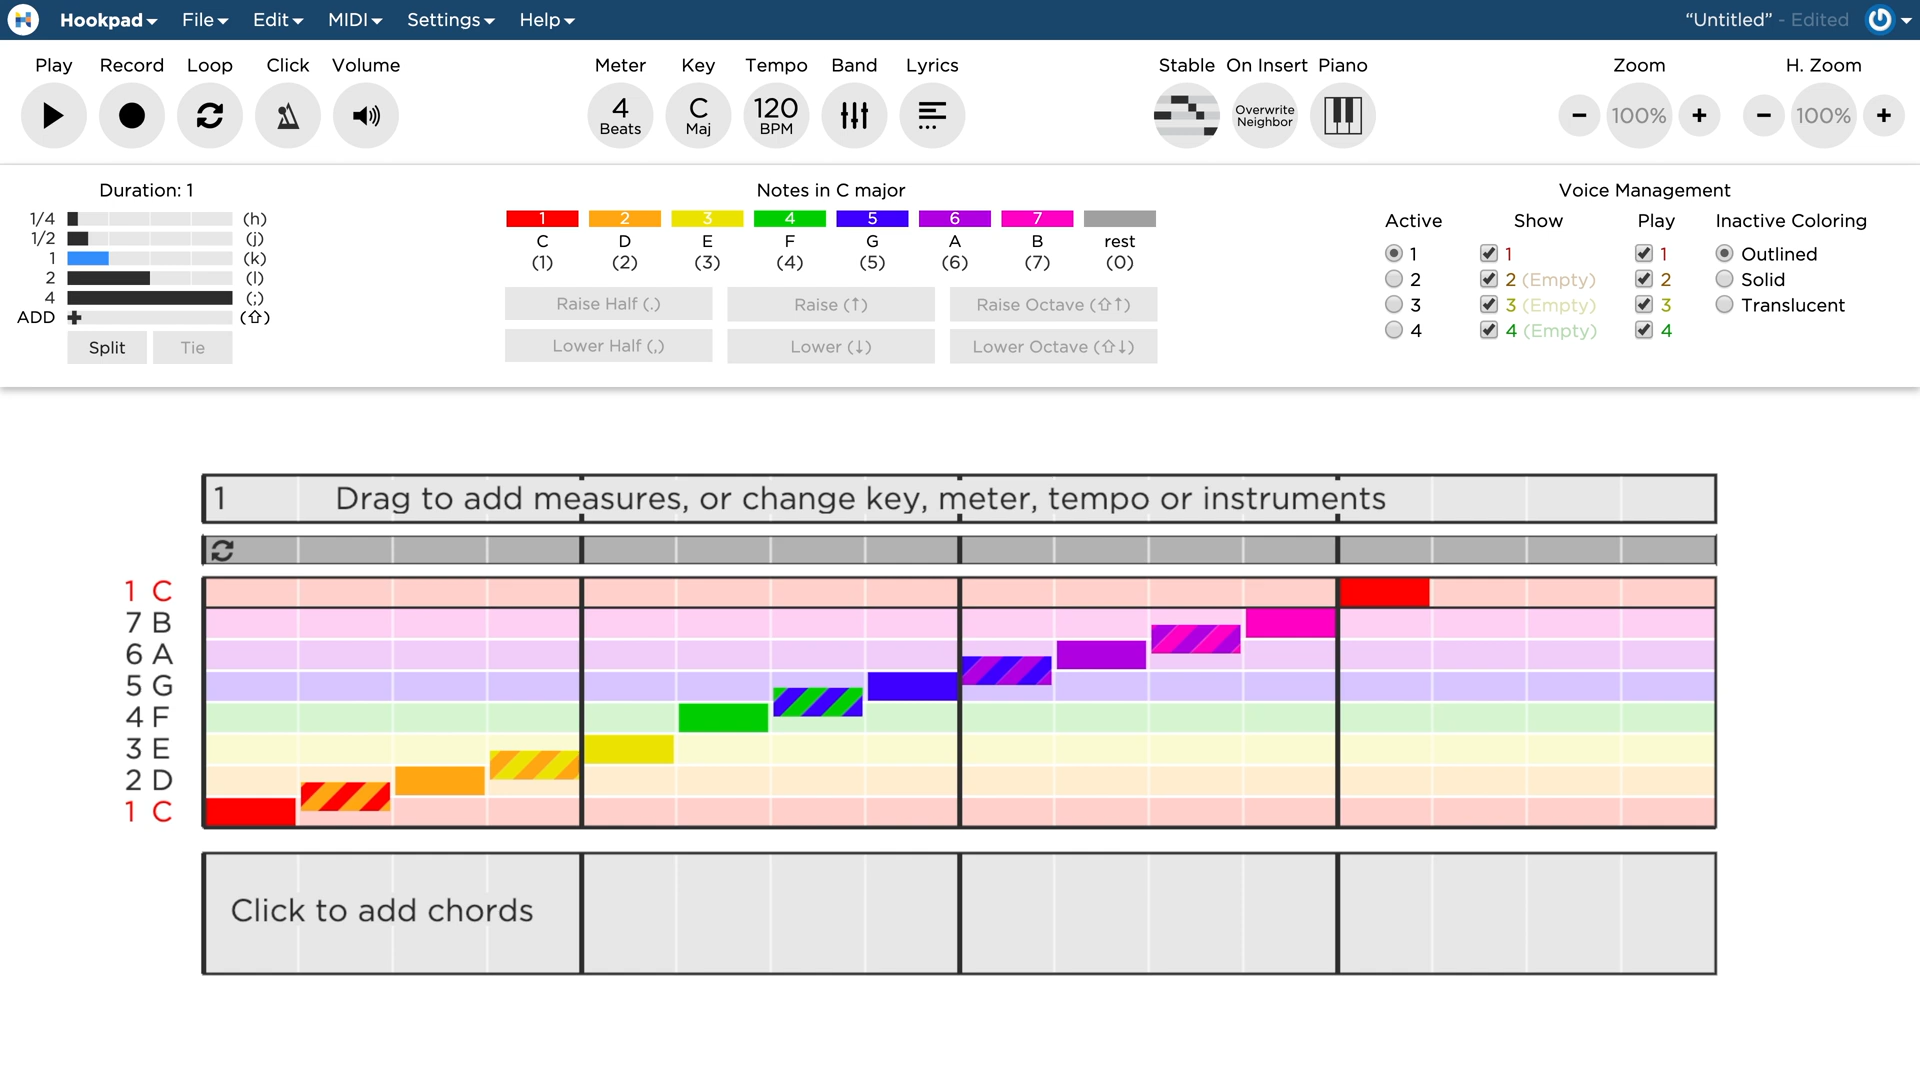 Hookpad File Edit MIDI Settings Help "Untitled" - Edited
Play Record Loop Click Volume Meter Key Tempo Band Lyrics Stable On Insert Piano Zoom H. Zoom
4 Beats C Maj 120 BPM Overwrite Neighbor − 100% + − 100% +
Duration: 1
1/4 (h)
1/2 (j)
1 (k)
2 (l)
4 (;)
ADD (⇧)
Split Tie
Notes in C major
1 2 3 4 5 6 7
C D E F G A B rest
(1) (2) (3) (4) (5) (6) (7) (0)
Raise Half (.) Raise (↑) Raise Octave (⇧↑)
Lower Half (,) Lower (↓) Lower Octave (⇧↓)
Voice Management
Active Show Play Inactive Coloring
1 1 1 Outlined
2 2 (Empty) 2 Solid
3 3 (Empty) 3 Translucent
4 4 (Empty) 4
1 Drag to add measures, or change key, meter, tempo or instruments
1 C
7 B
6 A
5 G
4 F
3 E
2 D
1 C
Click to add chords